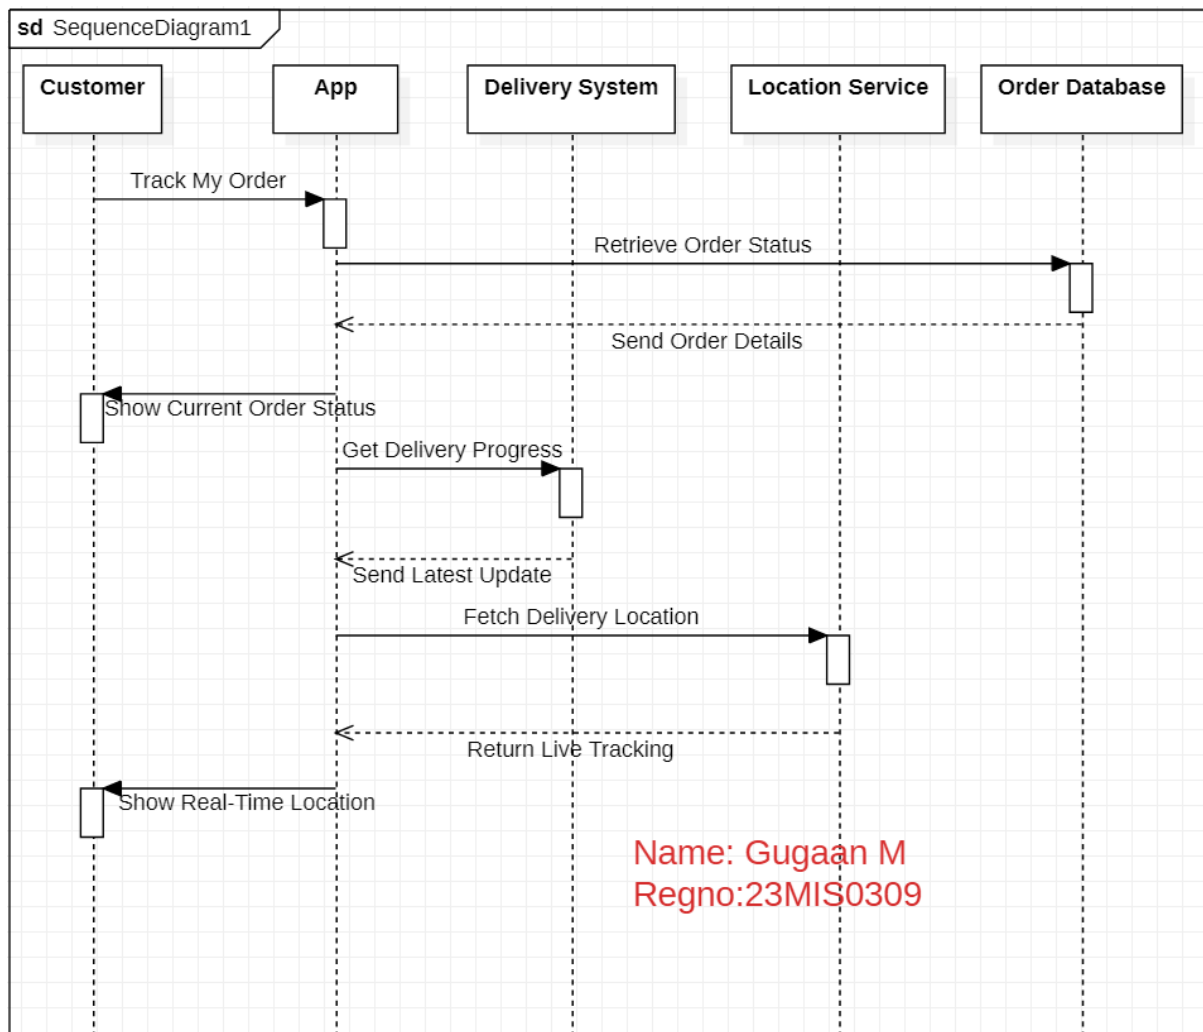 sd SequenceDiagram1
Customer
App
Delivery System
Location Service
Order Database
Track My Order
Retrieve Order Status
Send Order Details
Show Current Order Status
Get Delivery Progress
Send Latest Update
Fetch Delivery Location
Return Live Tracking
Show Real-Time Location
Name: Gugaan M
Regno:23MIS0309